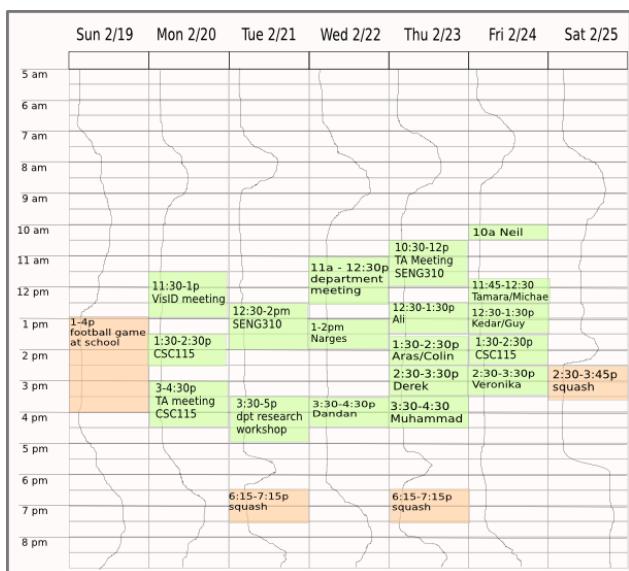 Sun 2/19 Mon 2/20 Tue 2/21 Wed 2/22 Thu 2/23 Fri 2/24 Sat 2/25
5 am
6 am
7 am
8 am
9 am
10 am
11 am
12 pm
1 pm
2 pm
3 pm
4 pm
5 pm
6 pm
7 pm
8 pm
1-4p
football game
at school
11:30-1p
VisID meeting
1:30-2:30p
CSC115
3-4:30p
TA meeting
CSC115
12:30-2pm
SENG310
3:30-5p
dpt research
workshop
6:15-7:15p
squash
11a - 12:30p
department
meeting
1-2pm
Narges
3:30-4:30p
Dandan
10:30-12p
TA Meeting
SENG310
12:30-1:30p
Ali
1:30-2:30p
Aras/Colin
2:30-3:30p
Derek
3:30-4:30
Muhammad
6:15-7:15p
squash
10a Neil
11:45-12:30
Tamara/Michae
12:30-1:30p
Kedar/Guy
1:30-2:30p
CSC115
2:30-3:30p
Veronika
2:30-3:45p
squash